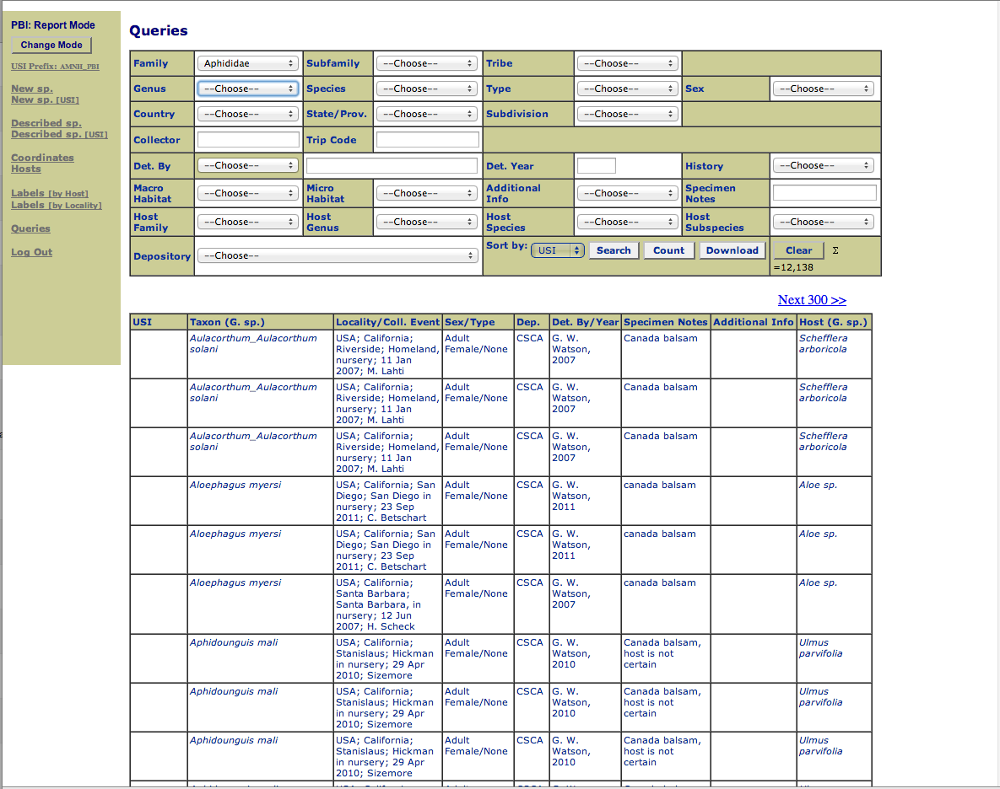 PBI: Report Mode
Change Mode
USI Prefix: AMNH_PBI
New sp.
New sp. [USI]
Described sp.
Described sp. [USI]
Coordinates
Hosts
Labels [by Host]
Labels [by Locality]
Queries
Log Out
Queries
Family Aphididae Subfamily --Choose-- Tribe --Choose--
Genus --Choose-- Species --Choose-- Type --Choose-- Sex --Choose--
Country --Choose-- State/Prov. --Choose-- Subdivision --Choose--
Collector Trip Code
Det. By --Choose-- Det. Year History --Choose--
Macro Habitat --Choose-- Micro Habitat --Choose-- Additional Info --Choose-- Specimen Notes
Host Family --Choose-- Host Genus --Choose-- Host Species --Choose-- Host Subspecies --Choose--
Depository --Choose-- Sort by: USI Search Count Download Clear Σ
=12,138
Next 300 >>
USI Taxon (G. sp.) Locality/Coll. Event Sex/Type Dep. Det. By/Year Specimen Notes Additional Info Host (G. sp.)
Aulacorthum_Aulacorthum USA; California; Adult CSCA G. W. Canada balsam Schefflera
solani Riverside; Homeland, Female/None Watson, arboricola
nursery; 11 Jan 2007
2007; M. Lahti
Aulacorthum_Aulacorthum USA; California; Adult CSCA G. W. Canada balsam Schefflera
solani Riverside; Homeland, Female/None Watson, arboricola
nursery; 11 Jan 2007
2007; M. Lahti
Aulacorthum_Aulacorthum USA; California; Adult CSCA G. W. Canada balsam Schefflera
solani Riverside; Homeland, Female/None Watson, arboricola
nursery; 11 Jan 2007
2007; M. Lahti
Aloephagus myersi USA; California; San Adult CSCA G. W. canada balsam Aloe sp.
Diego; San Diego in Female/None Watson,
nursery; 23 Sep 2011
2011; C. Betschart
Aloephagus myersi USA; California; San Adult CSCA G. W. canada balsam Aloe sp.
Diego; San Diego in Female/None Watson,
nursery; 23 Sep 2011
2011; C. Betschart
Aloephagus myersi USA; California; Adult CSCA G. W. canada balsam Aloe sp.
Santa Barbara; Female/None Watson,
Santa Barbara, in 2007
nursery; 12 Jun
2007; H. Scheck
Aphidounguis mali USA; California; Adult CSCA G. W. Canada balsam, Ulmus
Stanislaus; Hickman Female/None Watson, host is not parvifolia
in nursery; 29 Apr 2010 certain
2010; Sizemore
Aphidounguis mali USA; California; Adult CSCA G. W. Canada balsam, Ulmus
Stanislaus; Hickman Female/None Watson, host is not parvifolia
in nursery; 29 Apr 2010 certain
2010; Sizemore
Aphidounguis mali USA; California; Adult CSCA G. W. Canada balsam, Ulmus
Stanislaus; Hickman Female/None Watson, host is not parvifolia
in nursery; 29 Apr 2010 certain
2010; Sizemore